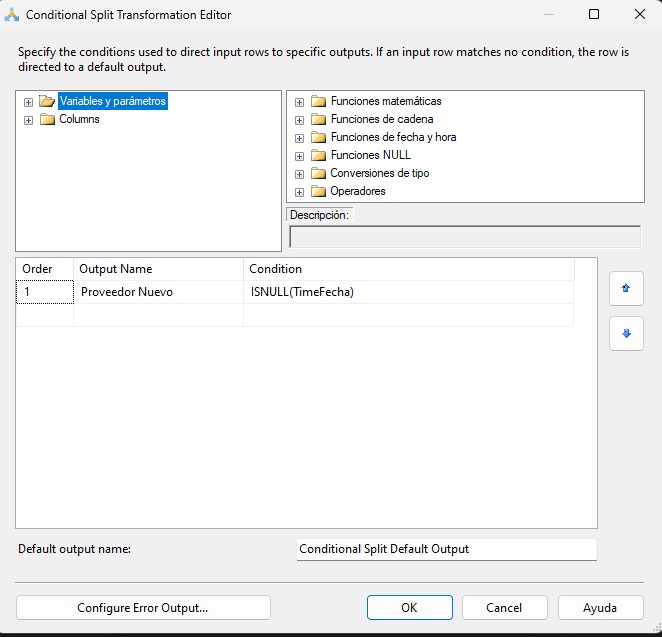 Conditional Split Transformation Editor
Specify the conditions used to direct input rows to specific outputs. If an input row matches no condition, the row is
directed to a default output.
Variables y parámetros
Columns
Funciones matemáticas
Funciones de cadena
Funciones de fecha y hora
Funciones NULL
Conversiones de tipo
Operadores
Descripción:
Order Output Name Condition
1 Proveedor Nuevo ISNULL(TimeFecha)
Default output name: Conditional Split Default Output
Configure Error Output... OK Cancel Ayuda